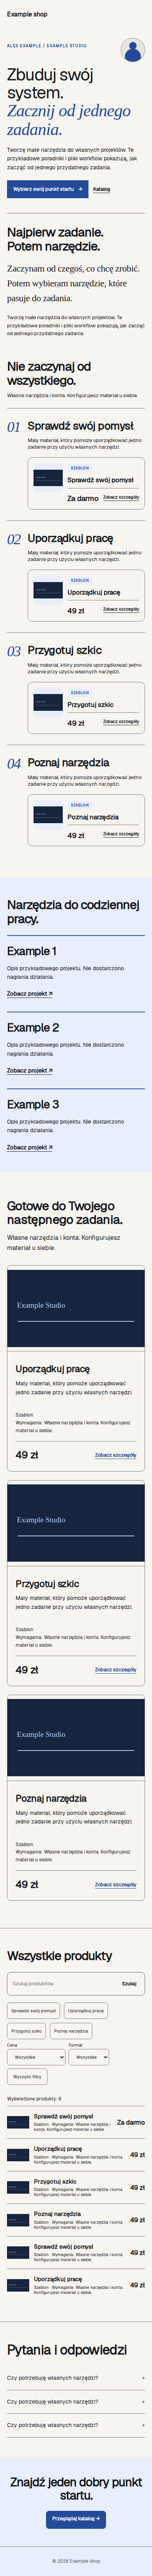 Example shop
ALEX EXAMPLE / EXAMPLE STUDIO
Zbuduj swój
system.
Zacznij od jednego
zadania.
Tworzę małe narzędzia do własnych projektów. Te
przykładowe poradniki i pliki workflow pokazują, jak
zacząć od jednego przydatnego zadania.
Wybierz swój punkt startu →
Katalog
Najpierw zadanie.
Potem narzędzie.
Zaczynam od czegoś, co chcę zrobić.
Potem wybieram narzędzie, które
pasuje do zadania.
Tworzę małe narzędzia do własnych projektów. Te
przykładowe poradniki i pliki workflow pokazują, jak zacząć
od jednego przydatnego zadania.
Nie zaczynaj od
wszystkiego.
Własne narzędzia i konta. Konfigurujesz materiał u siebie.
01
Sprawdź swój pomysł
Mały materiał, który pomoże uporządkować jedno
zadanie przy użyciu własnych narzędzi.
SZABLON
Sprawdź swój pomysł
Za darmo
Zobacz szczegóły
02
Uporządkuj pracę
Mały materiał, który pomoże uporządkować jedno
zadanie przy użyciu własnych narzędzi.
SZABLON
Uporządkuj pracę
49 zł
Zobacz szczegóły
03
Przygotuj szkic
Mały materiał, który pomoże uporządkować jedno
zadanie przy użyciu własnych narzędzi.
SZABLON
Przygotuj szkic
49 zł
Zobacz szczegóły
04
Poznaj narzędzia
Mały materiał, który pomoże uporządkować jedno
zadanie przy użyciu własnych narzędzi.
SZABLON
Poznaj narzędzia
49 zł
Zobacz szczegóły
Narzędzia do codziennej
pracy.
Example 1
Opis przykładowego projektu. Nie dostarczono
nagrania działania.
Zobacz projekt ↗
Example 2
Opis przykładowego projektu. Nie dostarczono
nagrania działania.
Zobacz projekt ↗
Example 3
Opis przykładowego projektu. Nie dostarczono
nagrania działania.
Zobacz projekt ↗
Gotowe do Twojego
następnego zadania.
Własne narzędzia i konta. Konfigurujesz
materiał u siebie.
Example Studio
Uporządkuj pracę
Mały materiał, który pomoże uporządkować
jedno zadanie przy użyciu własnych narzędzi.
Szablon
Wymagania: Własne narzędzia i konta. Konfigurujesz
materiał u siebie.
49 zł
Zobacz szczegóły
Example Studio
Przygotuj szkic
Mały materiał, który pomoże uporządkować
jedno zadanie przy użyciu własnych narzędzi.
Szablon
Wymagania: Własne narzędzia i konta. Konfigurujesz
materiał u siebie.
49 zł
Zobacz szczegóły
Example Studio
Poznaj narzędzia
Mały materiał, który pomoże uporządkować
jedno zadanie przy użyciu własnych narzędzi.
Szablon
Wymagania: Własne narzędzia i konta. Konfigurujesz
materiał u siebie.
49 zł
Zobacz szczegóły
Wszystkie produkty
Szukaj produktów
Szukaj
Sprawdź swój pomysł
Uporządkuj pracę
Przygotuj szkic
Poznaj narzędzia
Cena
Format
Wszystkie
Wszystkie
Wyczyść filtry
Wyświetlone produkty: 6
Sprawdź swój pomysł
Szablon · Wymagania: Własne narzędzia i
konta. Konfigurujesz materiał u siebie.
Za darmo
Uporządkuj pracę
Szablon · Wymagania: Własne narzędzia i konta.
Konfigurujesz materiał u siebie.
49 zł
Przygotuj szkic
Szablon · Wymagania: Własne narzędzia i konta.
Konfigurujesz materiał u siebie.
49 zł
Poznaj narzędzia
Szablon · Wymagania: Własne narzędzia i konta.
Konfigurujesz materiał u siebie.
49 zł
Sprawdź swój pomysł
Szablon · Wymagania: Własne narzędzia i konta.
Konfigurujesz materiał u siebie.
49 zł
Uporządkuj pracę
Szablon · Wymagania: Własne narzędzia i konta.
Konfigurujesz materiał u siebie.
49 zł
Pytania i odpowiedzi
Czy potrzebuję własnych narzędzi? +
Czy potrzebuję własnych narzędzi? +
Czy potrzebuję własnych narzędzi? +
Znajdź jeden dobry punkt
startu.
Przeglądaj katalog →
© 2026 Example shop